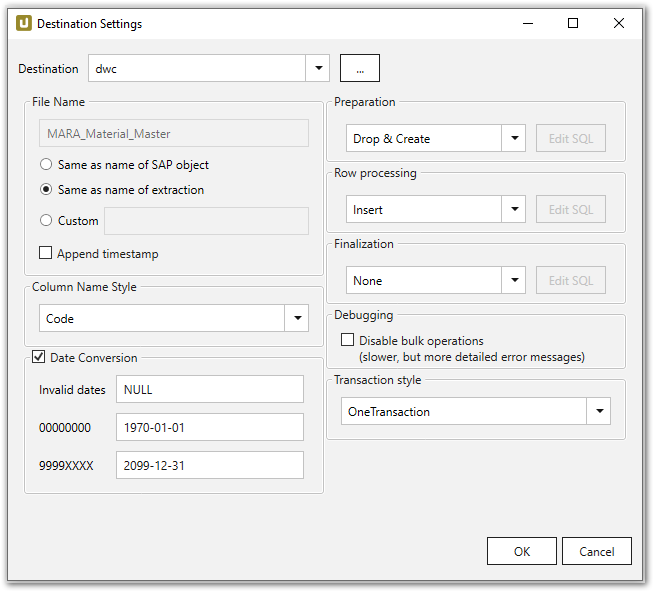 Destination Settings
Destination
dwc
...
File Name
MARA_Material_Master
Same as name of SAP object
Same as name of extraction
Custom
Append timestamp
Column Name Style
Code
Date Conversion
Invalid dates
NULL
00000000
1970-01-01
9999XXXX
2099-12-31
Preparation
Drop & Create
Edit SQL
Row processing
Insert
Edit SQL
Finalization
None
Edit SQL
Debugging
Disable bulk operations
(slower, but more detailed error messages)
Transaction style
OneTransaction
OK
Cancel